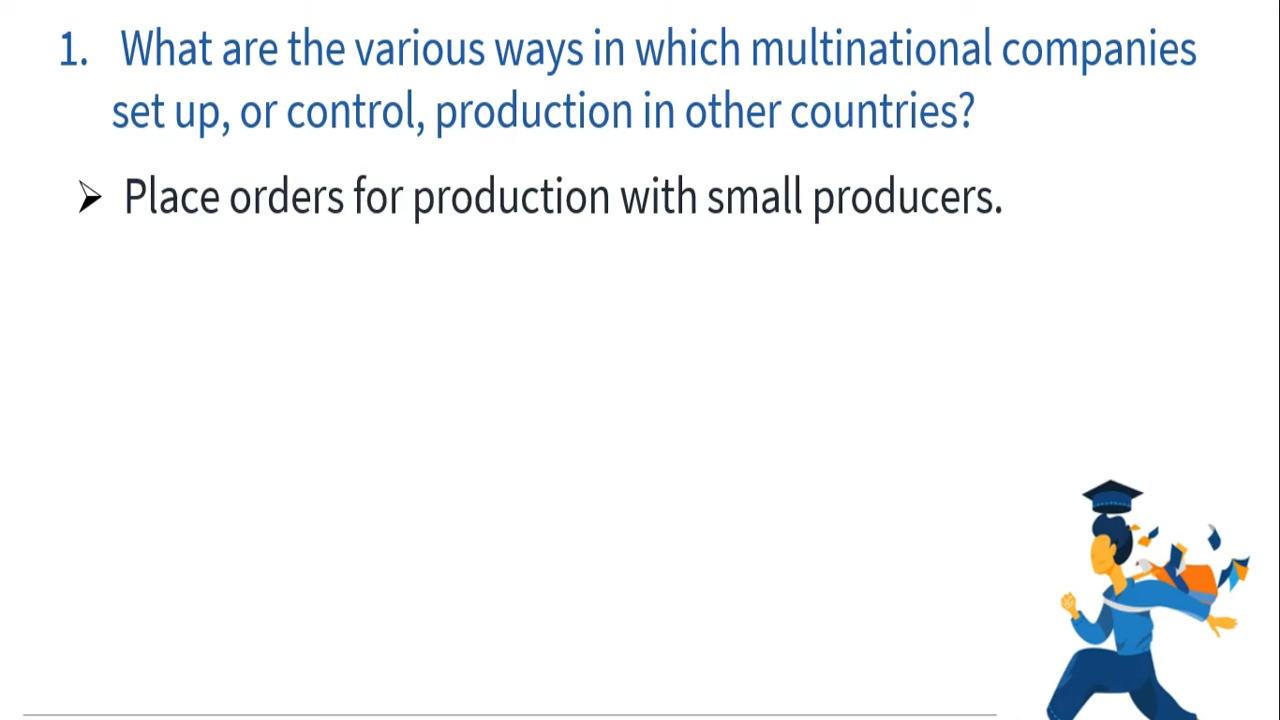 1. What are the various ways in which multinational companies
set up, or control, production in other countries?
➢ Place orders for production with small producers.